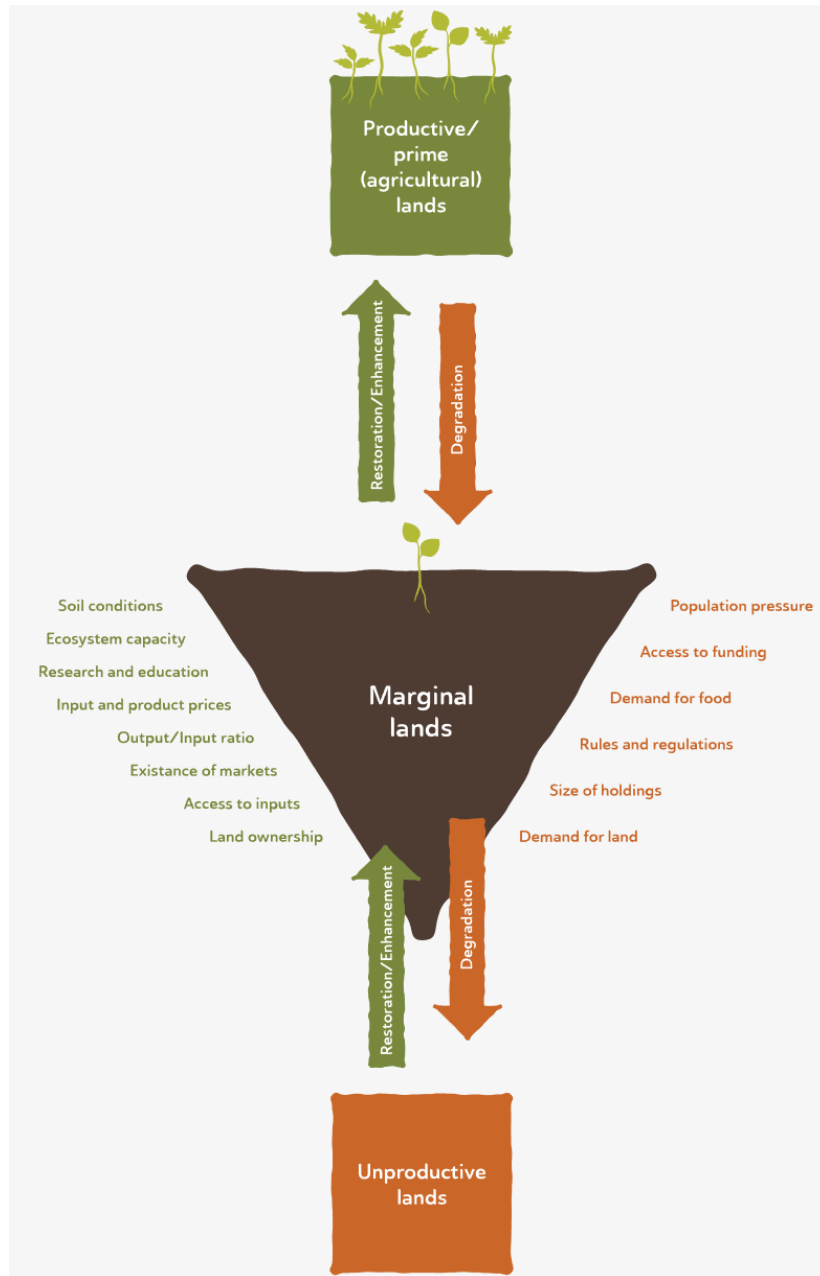 Productive/
prime
(agricultural)
lands
Restoration/Enhancement
Degradation
Soil conditions
Ecosystem capacity
Research and education
Input and product prices
Output/Input ratio
Existance of markets
Access to inputs
Land ownership
Marginal
lands
Population pressure
Access to funding
Demand for food
Rules and regulations
Size of holdings
Demand for land
Restoration/Enhancement
Degradation
Unproductive
lands